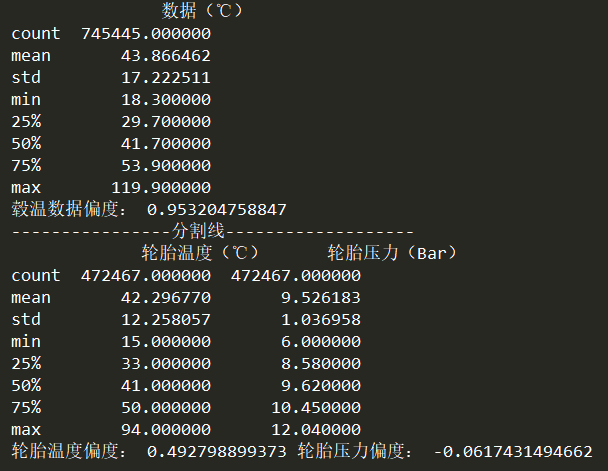 数据（℃）
count 745445.000000
mean 43.866462
std 17.222511
min 18.300000
25% 29.700000
50% 41.700000
75% 53.900000
max 119.900000
毂温数据偏度： 0.953204758847
----------------分割线-------------------
轮胎温度（℃） 轮胎压力（Bar）
count 472467.000000 472467.000000
mean 42.296770 9.526183
std 12.258057 1.036958
min 15.000000 6.000000
25% 33.000000 8.580000
50% 41.000000 9.620000
75% 50.000000 10.450000
max 94.000000 12.040000
轮胎温度偏度： 0.492798899373 轮胎压力偏度： -0.0617431494662